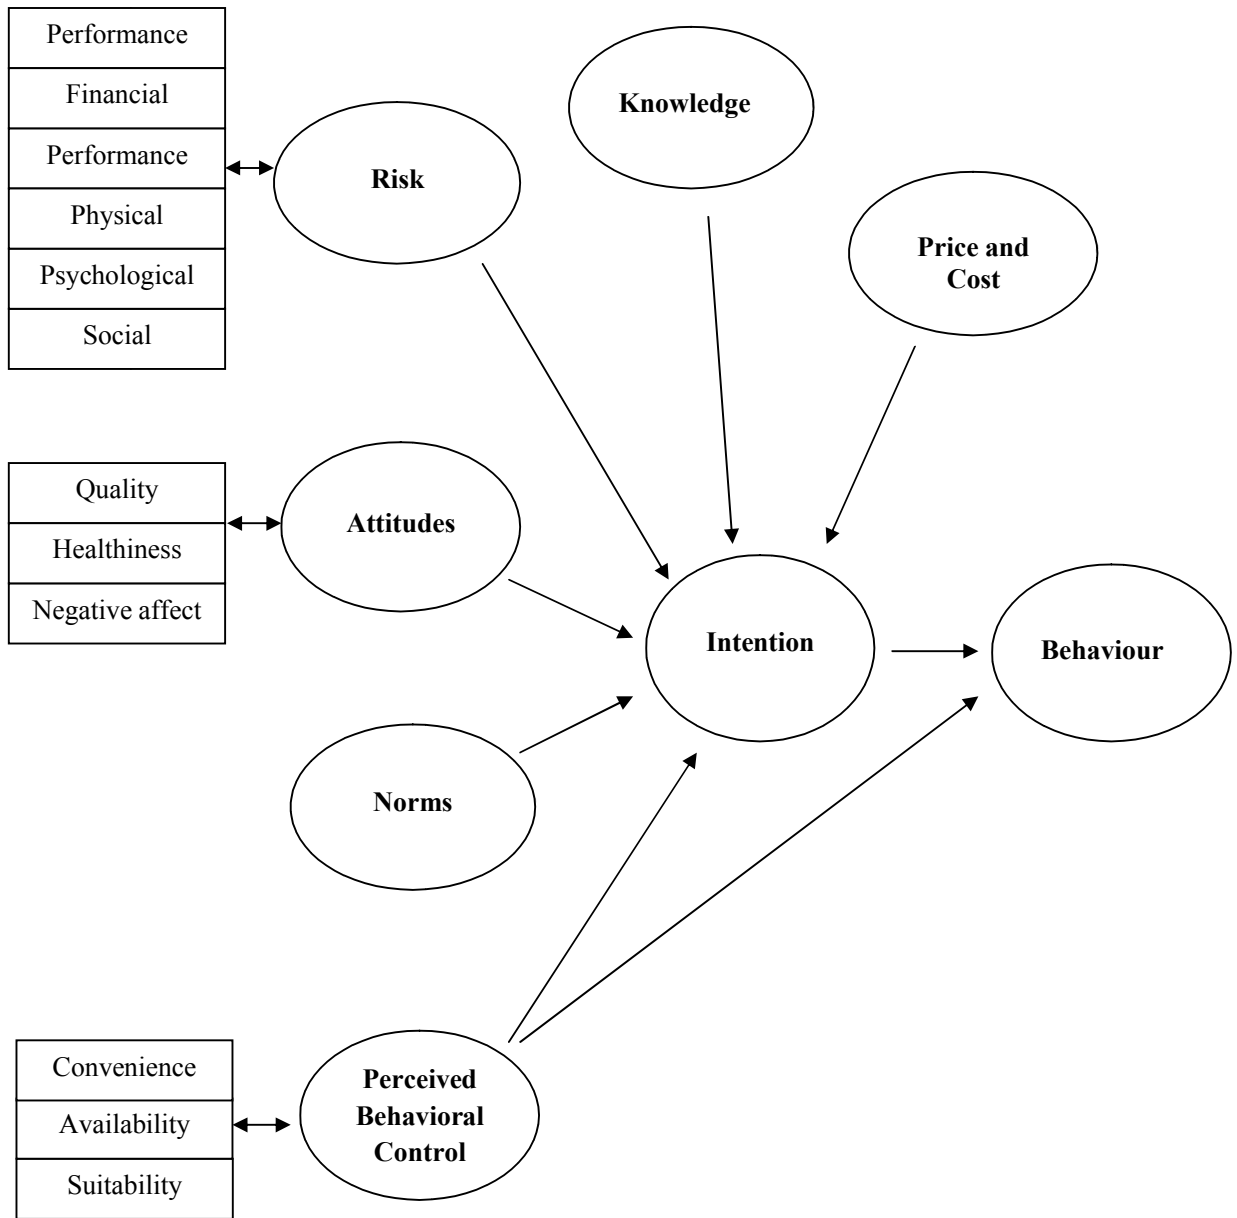 Performance
Financial
Performance
Physical
Psychological
Social
Risk
Knowledge
Price and
Cost
Quality
Healthiness
Negative affect
Attitudes
Intention
Behaviour
Norms
Convenience
Availability
Suitability
Perceived
Behavioral
Control